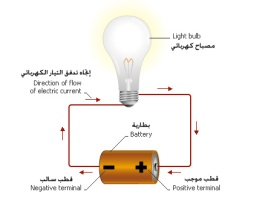 Light bulb
مصباح كهربائي
إتجاه تدفق التيار الكهربائي
Direction of flow
of electric current
بطارية
Battery
قطب سالب
Negative terminal
قطب موجب
Positive terminal